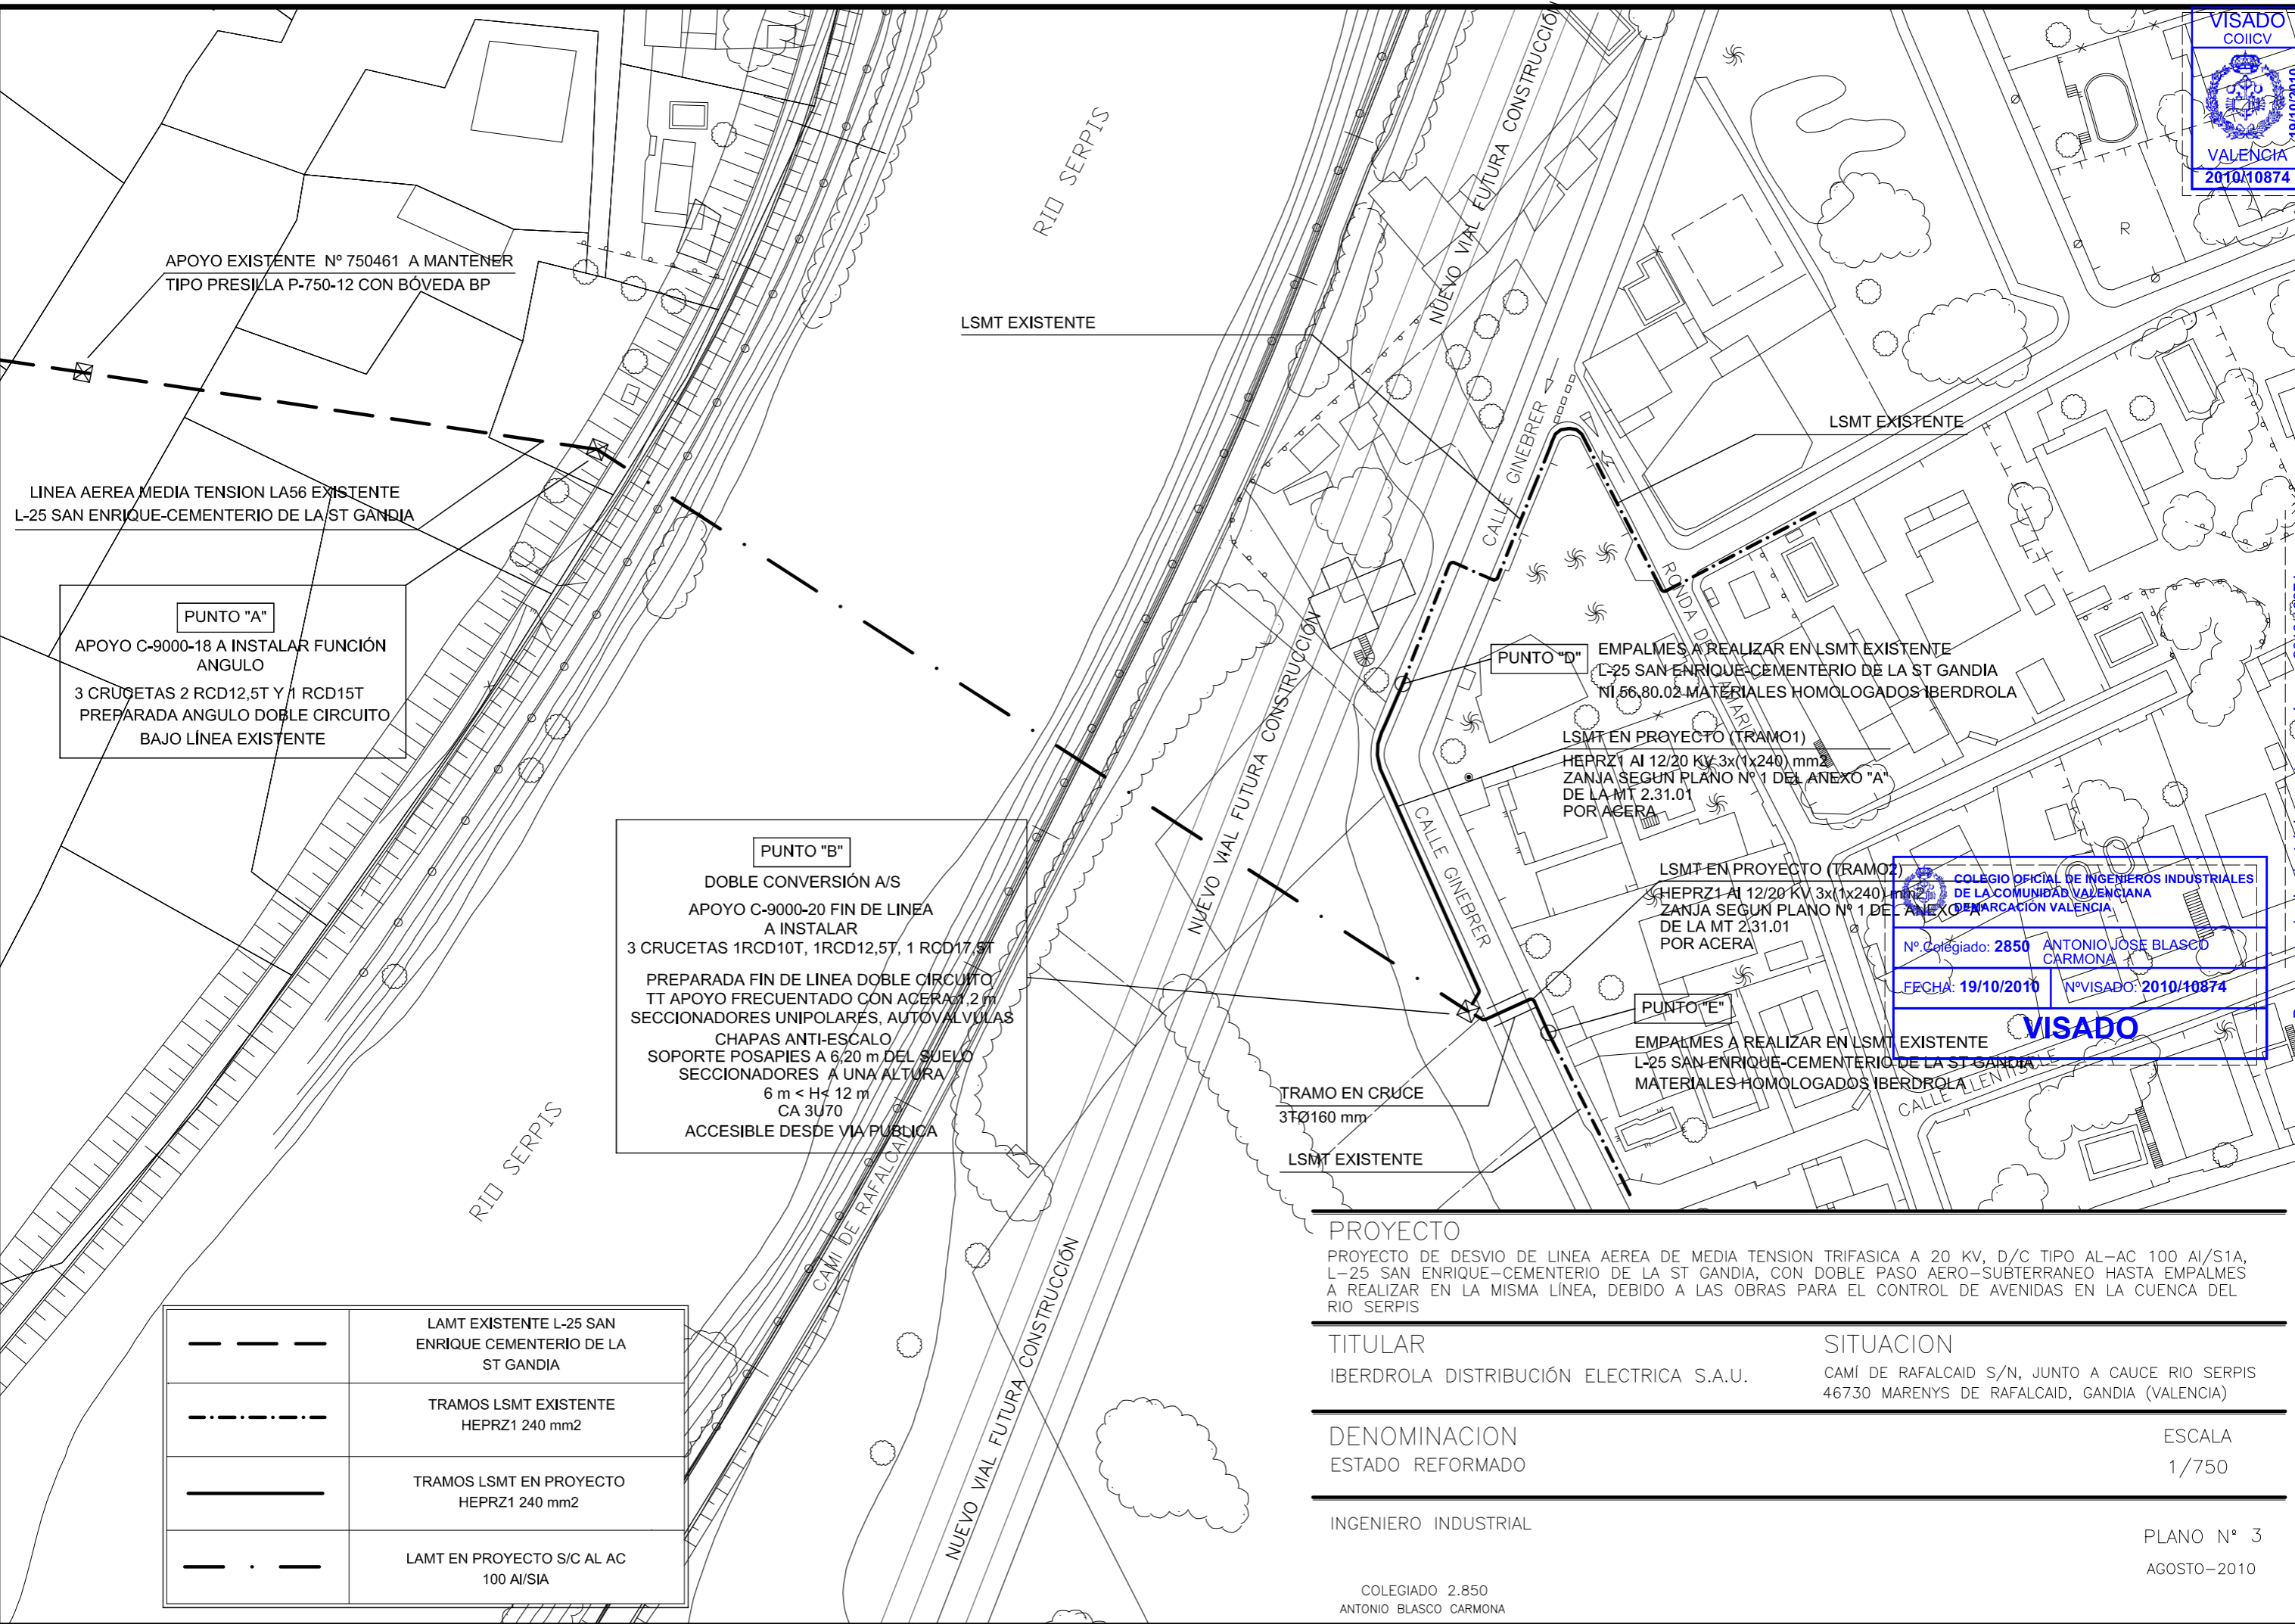 VISADO
COIICV
19/10/2010
VALENCIA
2010/10874
R
RIO SERPIS
NUEVO VIAL FUTURA CONSTRUCCIÓN
APOYO EXISTENTE Nº 750461 A MANTENER
TIPO PRESILLA P-750-12 CON BÓVEDA BP
LSMT EXISTENTE
LSMT EXISTENTE
CALLE GINEBRER
LINEA AEREA MEDIA TENSION LA56 EXISTENTE
L-25 SAN ENRIQUE-CEMENTERIO DE LA ST GANDIA
PUNTO "A"
APOYO C-9000-18 A INSTALAR FUNCIÓN
ANGULO
3 CRUCETAS 2 RCD12,5T Y 1 RCD15T
PREPARADA ANGULO DOBLE CIRCUITO
BAJO LÍNEA EXISTENTE
PUNTO "D"
EMPALMES A REALIZAR EN LSMT EXISTENTE
L-25 SAN ENRIQUE-CEMENTERIO DE LA ST GANDIA
NI 56.80.02 MATERIALES HOMOLOGADOS IBERDROLA
LSMT EN PROYECTO (TRAMO1)
HEPRZ1 Al 12/20 KV 3x(1x240) mm2
ZANJA SEGUN PLANO Nº 1 DEL ANEXO "A"
DE LA MT 2.31.01
POR ACERA
NUEVO VIAL FUTURA CONSTRUCCIÓN
CALLE GINEBRER
PUNTO "B"
DOBLE CONVERSIÓN A/S
APOYO C-9000-20 FIN DE LINEA
A INSTALAR
3 CRUCETAS 1RCD10T, 1RCD12,5T, 1 RCD17,5T
PREPARADA FIN DE LINEA DOBLE CIRCUITO
TT APOYO FRECUENTADO CON ACERA 1,2 m
SECCIONADORES UNIPOLARES, AUTOVALVULAS
CHAPAS ANTI-ESCALO
SOPORTE POSAPIES A 6,20 m DEL SUELO
SECCIONADORES A UNA ALTURA
6 m < H< 12 m
CA 3U70
ACCESIBLE DESDE VIA PUBLICA
LSMT EN PROYECTO (TRAMO2)
HEPRZ1 Al 12/20 KV 3x(1x240) mm2
ZANJA SEGUN PLANO Nº 1 DEL ANEXO "A"
DE LA MT 2.31.01
POR ACERA
COLEGIO OFICIAL DE INGENIEROS INDUSTRIALES
DE LA COMUNIDAD VALENCIANA
DEMARCACIÓN VALENCIA
Nº.Colegiado: 2850 ANTONIO JOSE BLASCO
CARMONA
FECHA: 19/10/2010 NºVISADO: 2010/10874
VISADO
PUNTO "E"
EMPALMES A REALIZAR EN LSMT EXISTENTE
L-25 SAN ENRIQUE-CEMENTERIO DE LA ST GANDIA
MATERIALES HOMOLOGADOS IBERDROLA
CALLE LENTISCLE
TRAMO EN CRUCE
3TØ160 mm
LSMT EXISTENTE
RIO SERPIS
CAMI DE RAFALCAID
NUEVO VIAL FUTURA CONSTRUCCIÓN
LAMT EXISTENTE L-25 SAN
ENRIQUE CEMENTERIO DE LA
ST GANDIA
TRAMOS LSMT EXISTENTE
HEPRZ1 240 mm2
TRAMOS LSMT EN PROYECTO
HEPRZ1 240 mm2
LAMT EN PROYECTO S/C AL AC
100 Al/SIA
PROYECTO
PROYECTO DE DESVIO DE LINEA AEREA DE MEDIA TENSION TRIFASICA A 20 KV, D/C TIPO AL-AC 100 Al/S1A,
L-25 SAN ENRIQUE-CEMENTERIO DE LA ST GANDIA, CON DOBLE PASO AERO-SUBTERRANEO HASTA EMPALMES
A REALIZAR EN LA MISMA LÍNEA, DEBIDO A LAS OBRAS PARA EL CONTROL DE AVENIDAS EN LA CUENCA DEL
RIO SERPIS
TITULAR
IBERDROLA DISTRIBUCIÓN ELECTRICA S.A.U.
SITUACION
CAMÍ DE RAFALCAID S/N, JUNTO A CAUCE RIO SERPIS
46730 MARENYS DE RAFALCAID, GANDIA (VALENCIA)
DENOMINACION
ESTADO REFORMADO
ESCALA
1/750
INGENIERO INDUSTRIAL
PLANO Nº 3
AGOSTO-2010
COLEGIADO 2.850
ANTONIO BLASCO CARMONA